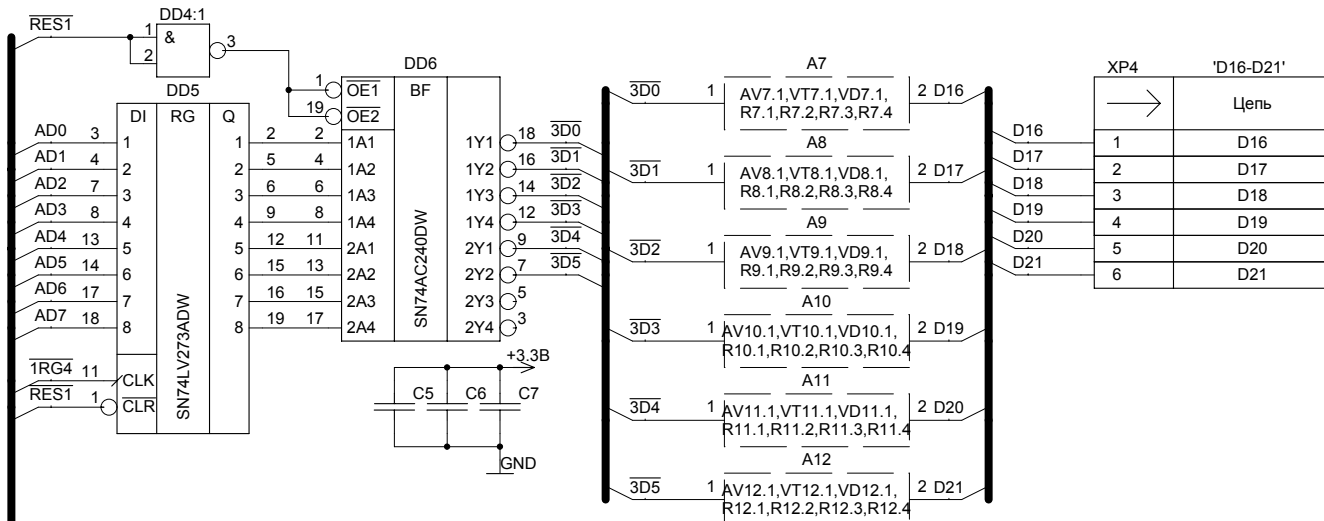 RES1
DD4:1
1
&
2
3
DD5
DI RG Q
AD0 3 1
AD1 4 2
AD2 7 3
AD3 8 4
AD4 13 5
AD5 14 6
AD6 17 7
AD7 18 8
1RG4 11 CLK
RES1 1 CLR
SN74LV273ADW
1 2 2
2 5 4
3 6 6
4 9 8
5 12 11
6 15 13
7 16 15
8 19 17
DD6
1 OE1 BF
19 OE2
1A1 1Y1 18 3D0
1A2 1Y2 16 3D1
1A3 1Y3 14 3D2
1A4 1Y4 12 3D3
2A1 2Y1 9 3D4
2A2 2Y2 7 3D5
2A3 2Y3 5
2A4 2Y4 3
SN74AC240DW
+3.3В
C5 C6 C7
GND
A7
3D0 1 AV7.1,VT7.1,VD7.1, 2 D16
R7.1,R7.2,R7.3,R7.4
A8
3D1 1 AV8.1,VT8.1,VD8.1, 2 D17
R8.1,R8.2,R8.3,R8.4
A9
3D2 1 AV9.1,VT9.1,VD9.1, 2 D18
R9.1,R9.2,R9.3,R9.4
A10
3D3 1 AV10.1,VT10.1,VD10.1, 2 D19
R10.1,R10.2,R10.3,R10.4
A11
3D4 1 AV11.1,VT11.1,VD11.1, 2 D20
R11.1,R11.2,R11.3,R11.4
A12
3D5 1 AV12.1,VT12.1,VD12.1, 2 D21
R12.1,R12.2,R12.3,R12.4
XP4 'D16-D21'
Цепь
D16 1 D16
D17 2 D17
D18 3 D18
D19 4 D19
D20 5 D20
D21 6 D21